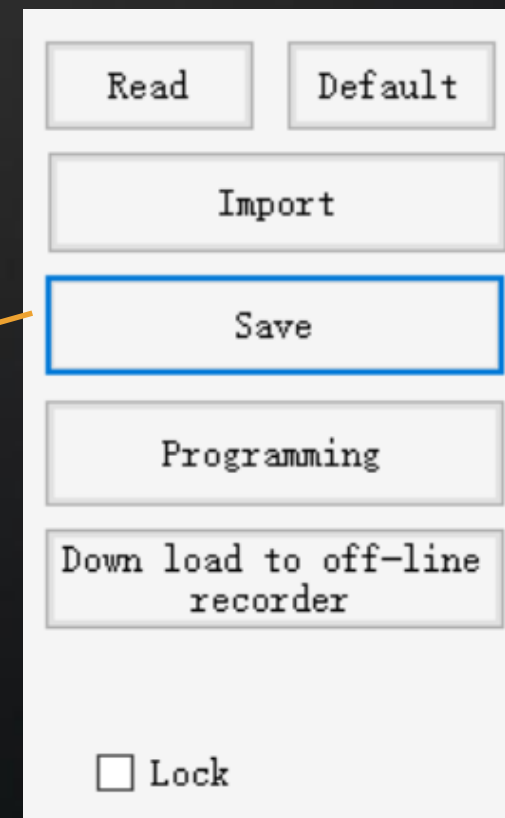 Read Default
Import
Save
Programming
Down load to off-line
recorder
Lock